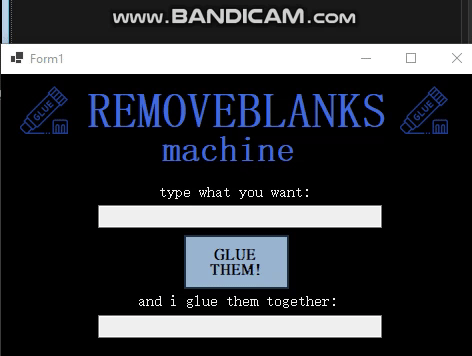 www.BANDICAM.com
Form1
GLUE
REMOVEBLANKS
GLUE
machine
type what you want:
GLUE
THEM!
and i glue them together: